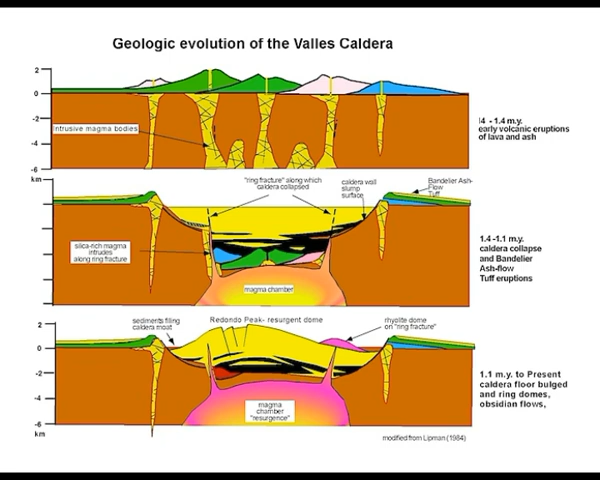 Geologic evolution of the Valles Caldera
2
0
-2
-4
-6
km
Intrusive magma bodies
14 - 1.4 m.y.
early volcanic eruptions
of lava and ash
"ring fracture" along which
caldera collapsed
caldera wall
slump
surface
Bandelier Ash-
Flow
Tuff
silica-rich magma
intrudes
along ring fracture
magma chamber
1.4 -1.1 m.y.
caldera collapse
and Bandelier
Ash-flow
Tuff eruptions
sediments filling
caldera moat
Redondo Peak- resurgent dome
rhyolite dome
on "ring fracture"
2
0
-2
-4
-6
km
magma
chamber
"resurgence"
1.1 m.y. to Present
caldera floor bulged
and ring domes,
obsidian flows,
modified from Lipman (1984)